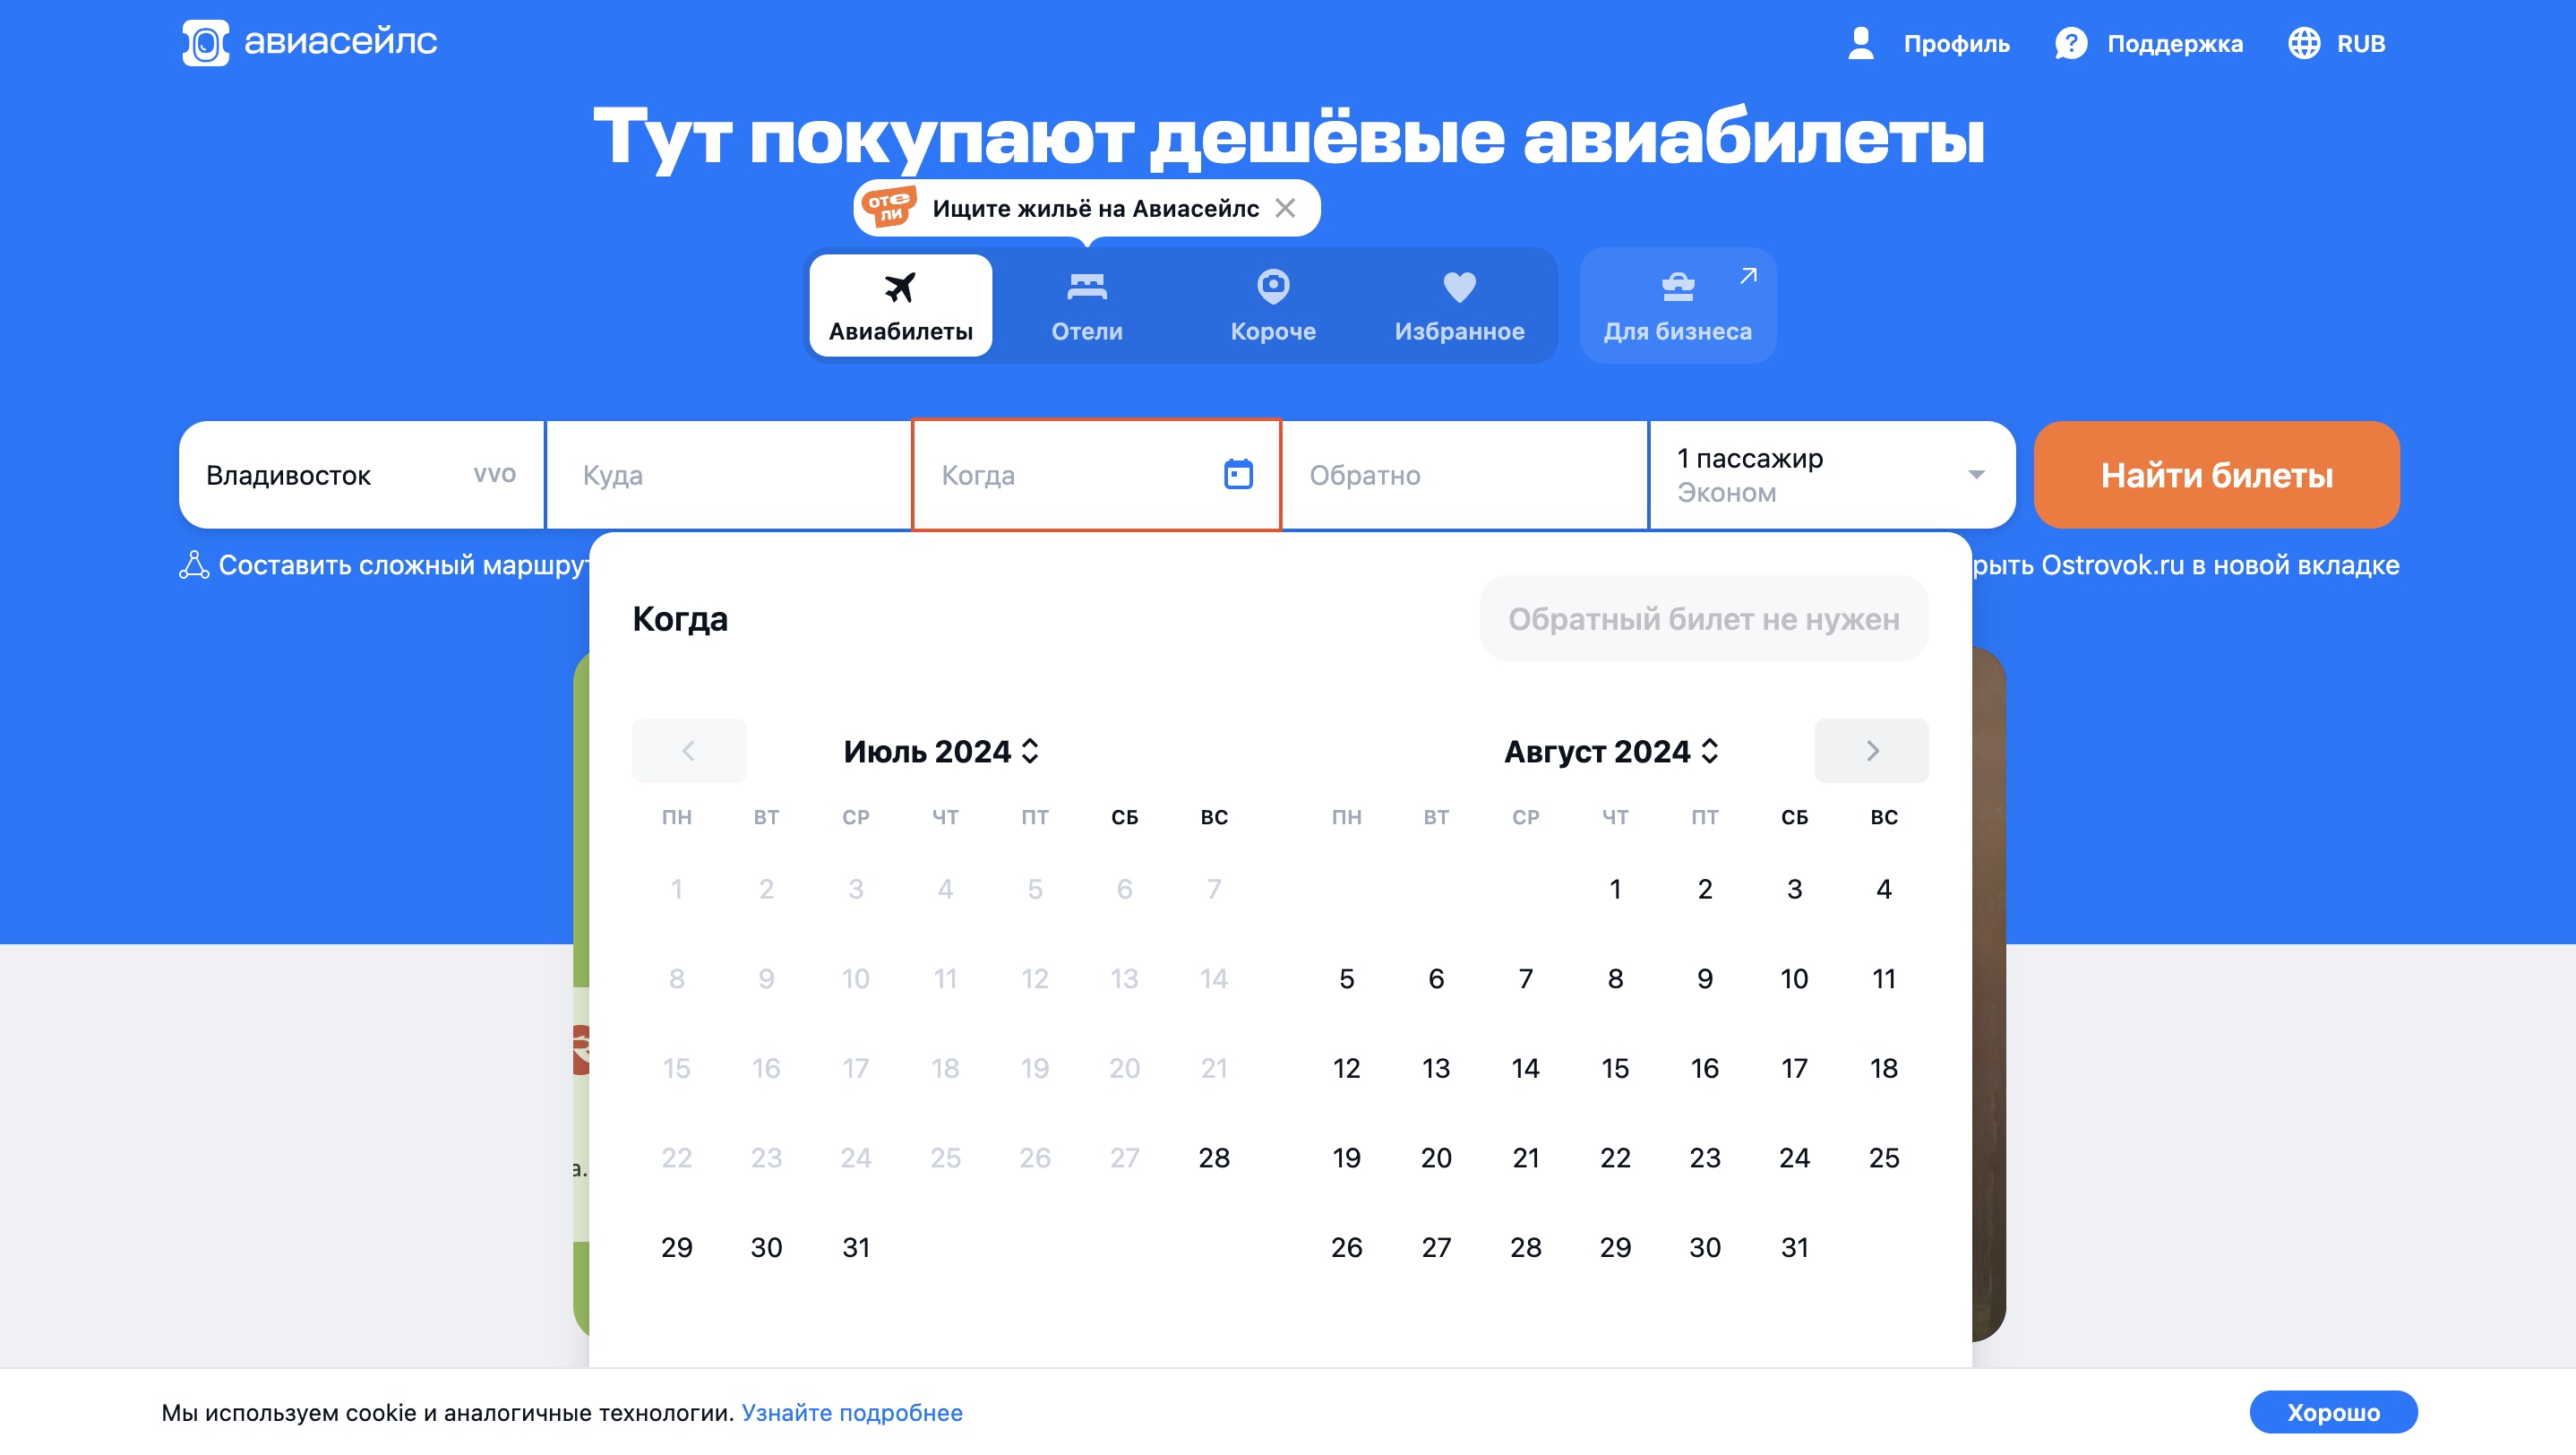 авиасейлс
Профиль
Поддержка
RUB
Тут покупают дешёвые авиабилеты
отели
Ищите жильё на Авиасейлс
Авиабилеты
Отели
Короче
Избранное
Для бизнеса
Владивосток VVO
Куда
Когда
Обратно
1 пассажир
Эконом
Найти билеты
Составить сложный маршрут
рыть Ostrovok.ru в новой вкладке
Когда
Обратный билет не нужен
Июль 2024
Август 2024
ПН ВТ СР ЧТ ПТ СБ ВС
ПН ВТ СР ЧТ ПТ СБ ВС
1 2 3 4 5 6 7
1 2 3 4
8 9 10 11 12 13 14
5 6 7 8 9 10 11
15 16 17 18 19 20 21
12 13 14 15 16 17 18
22 23 24 25 26 27 28
19 20 21 22 23 24 25
29 30 31
26 27 28 29 30 31
а.
Мы используем cookie и аналогичные технологии. Узнайте подробнее
Хорошо